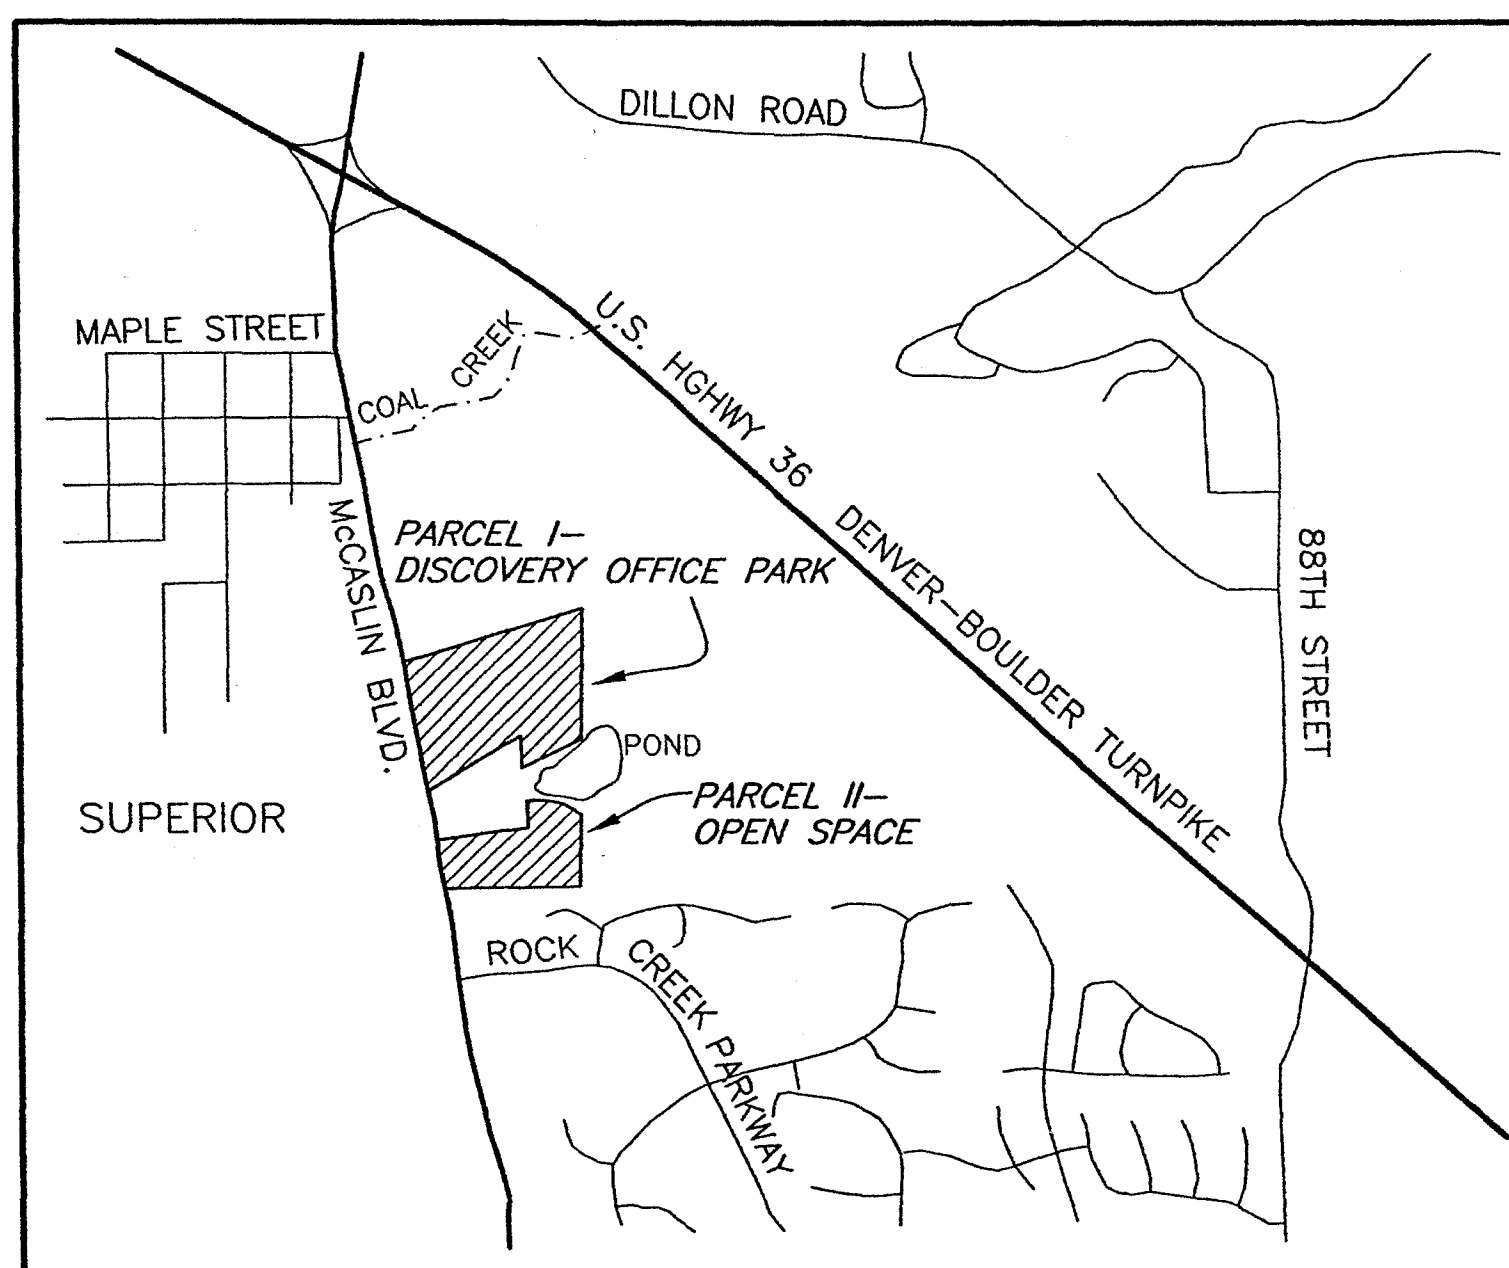 DILLON ROAD
MAPLE STREET
COAL CREEK
U.S. HGHWY 36 DENVER-BOULDER TURNPIKE
McCASLIN BLVD.
PARCEL I-
DISCOVERY OFFICE PARK
88TH STREET
POND
PARCEL II-
OPEN SPACE
SUPERIOR
ROCK CREEK PARKWAY